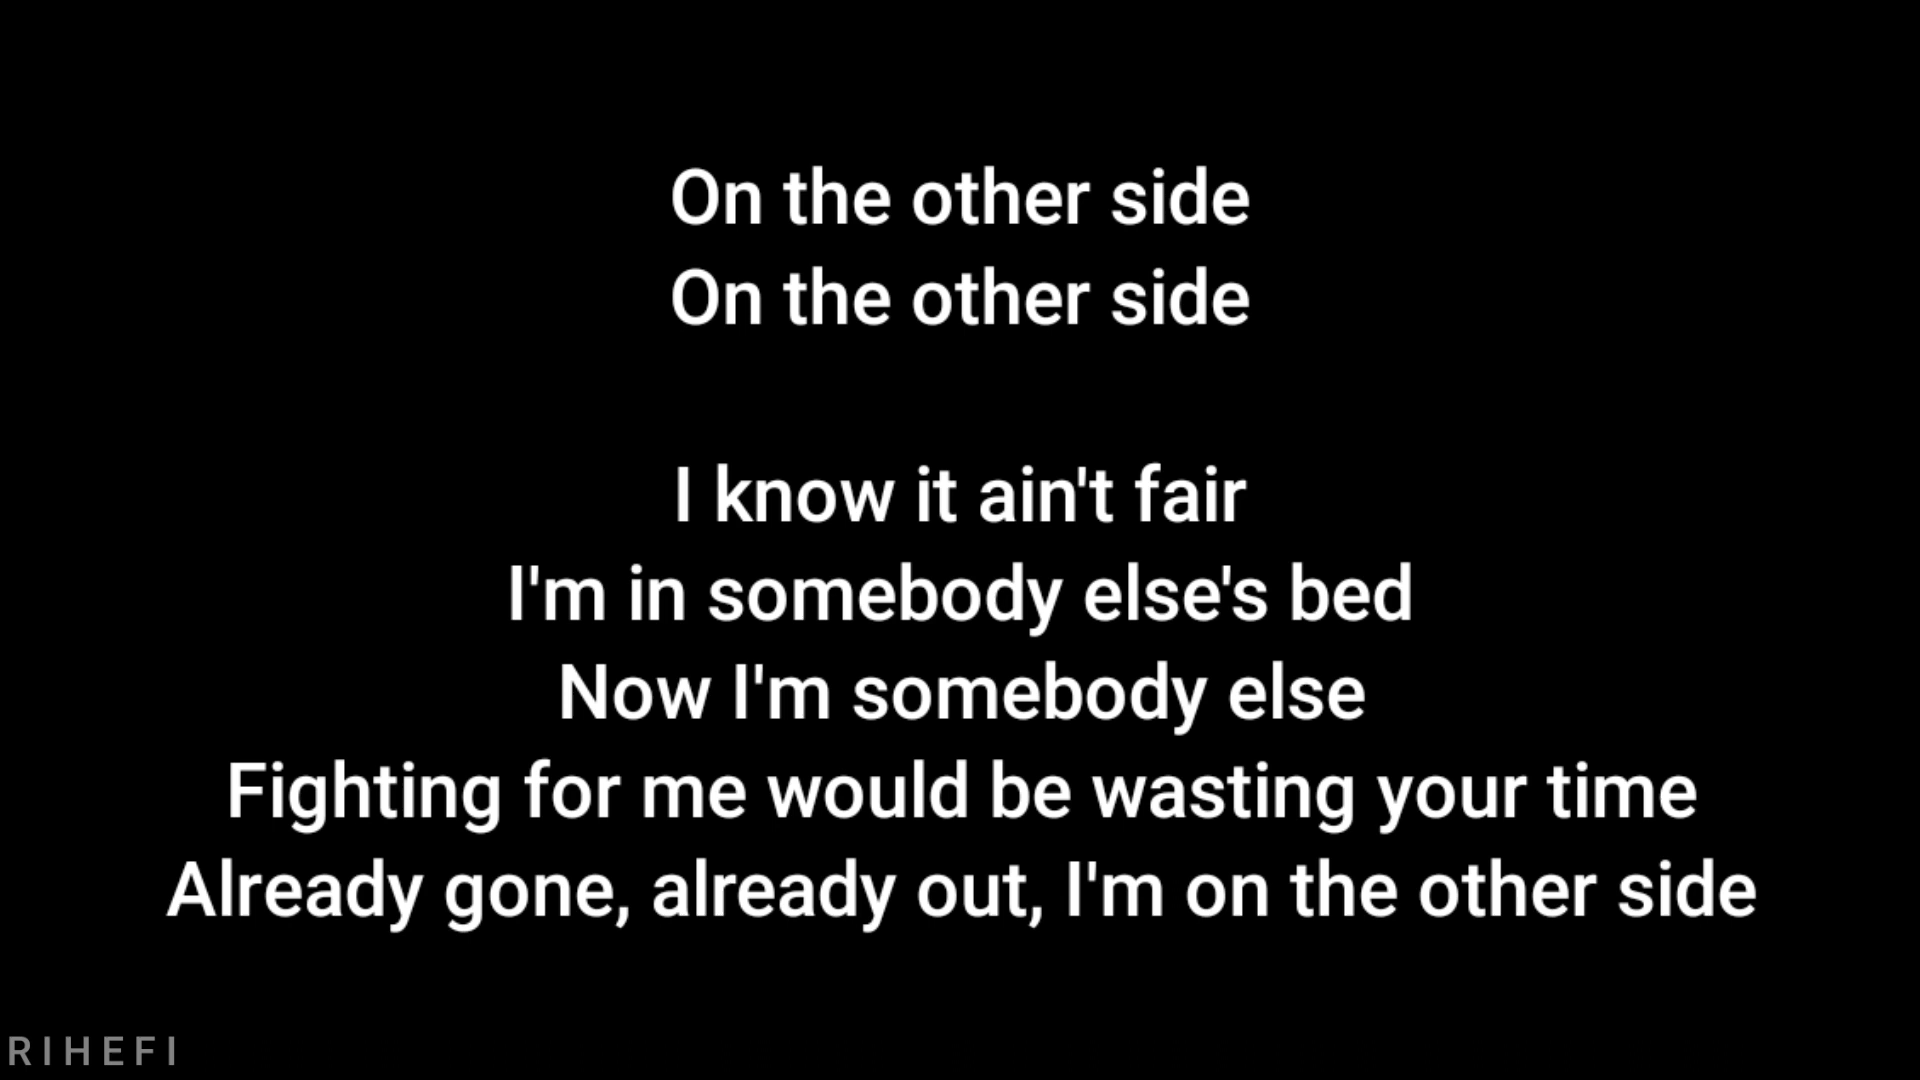 On the other side
On the other side
I know it ain't fair
I'm in somebody else's bed
Now I'm somebody else
Fighting for me would be wasting your time
Already gone, already out, I'm on the other side
RIHEFI